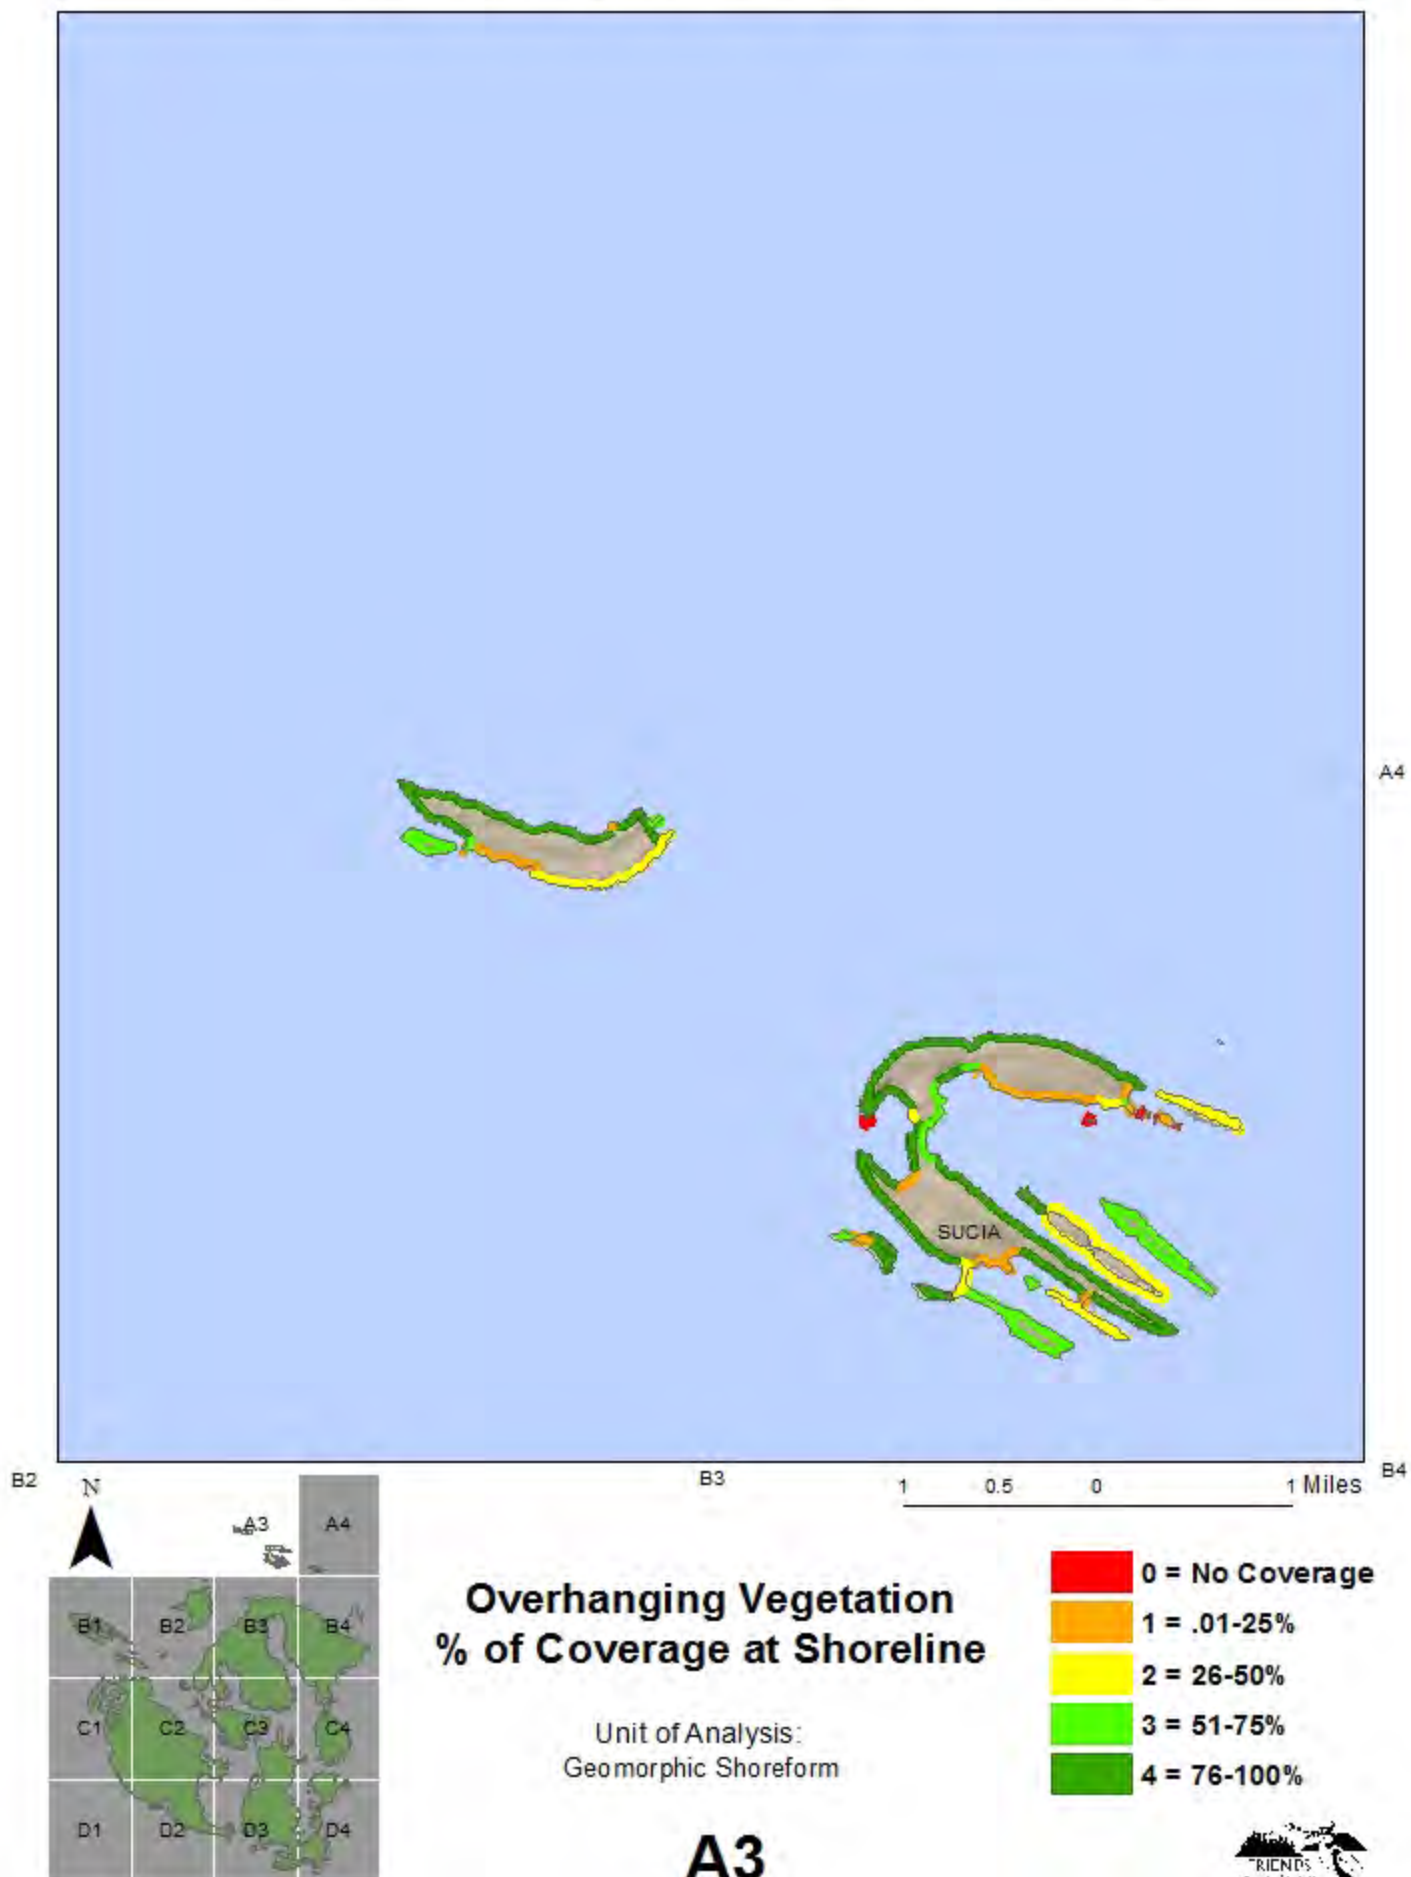 A4
SUCIA
B2
B3
B4
N
1 0.5 0 1 Miles
A3 A4
B1 B2 B3 B4
C1 C2 C3 C4
D1 D2 D3 D4
Overhanging Vegetation
% of Coverage at Shoreline
Unit of Analysis:
Geomorphic Shoreform
A3
0 = No Coverage
1 = .01-25%
2 = 26-50%
3 = 51-75%
4 = 76-100%